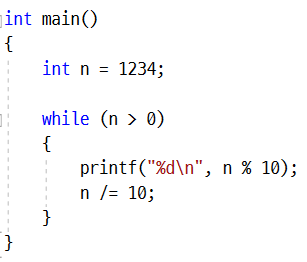 int main()
{
    int n = 1234;

    while (n > 0)
    {
        printf("%d\n", n % 10);
        n /= 10;
    }
}